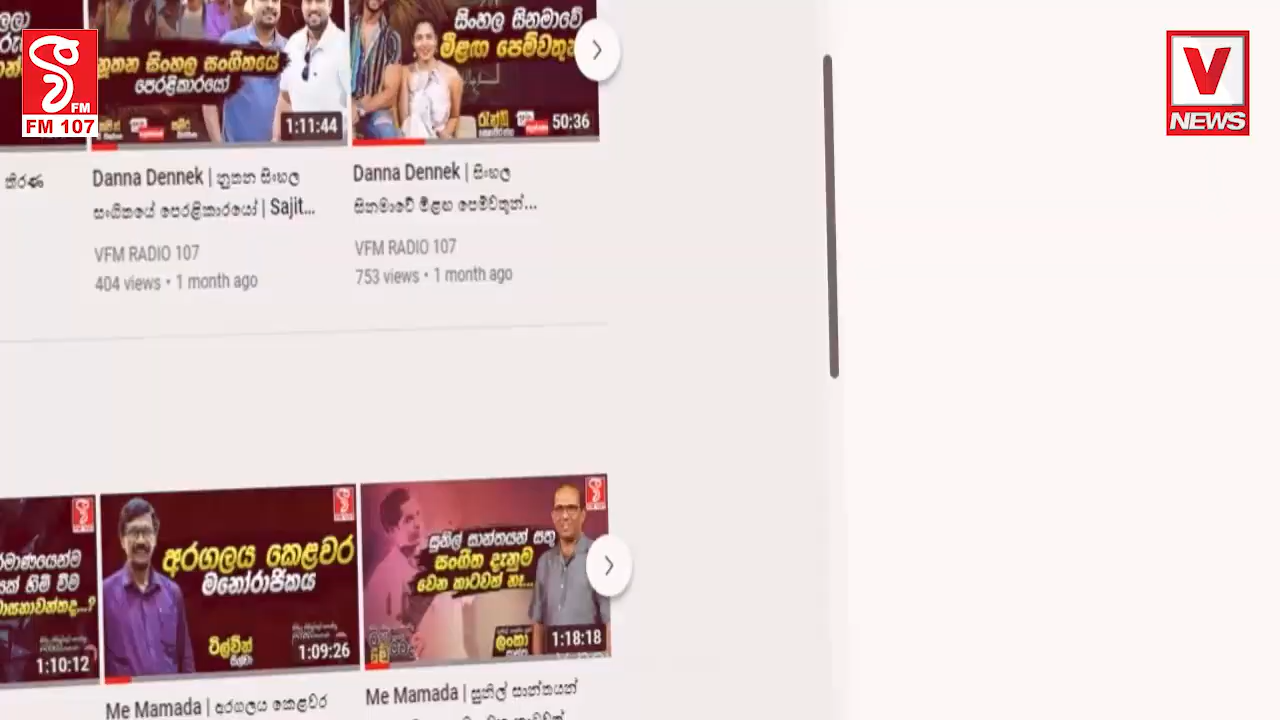 FM
FM 107
V
NEWS
නූතන සිංහල සංගීතයේ
පෙරළිකාරයෝ
1:11:44
සිංහල සිනමාවේ
මීළඟ පෙම්වතුන්
රැන්ඩි
50:36
කිරණ
Danna Dennek | නූතන සිංහල
සංගීතයේ පෙරළිකාරයෝ | Sajit...
VFM RADIO 107
404 views • 1 month ago
Danna Dennek | සිංහල
සිනමාවේ මීළඟ පෙම්වතුන්...
VFM RADIO 107
753 views • 1 month ago
1:10:12
අරගලය කෙළවර
මනෝරාජිකය
ටිල්වින්
සිල්වා
1:09:26
සුනිල් සාන්තයන් සතු
සංගීත දැනුම
වෙන කාටවත් නෑ...
ලංකා
1:18:18
Me Mamada | අරගලය කෙළවර
Me Mamada | සුනිල් සාන්තයන්